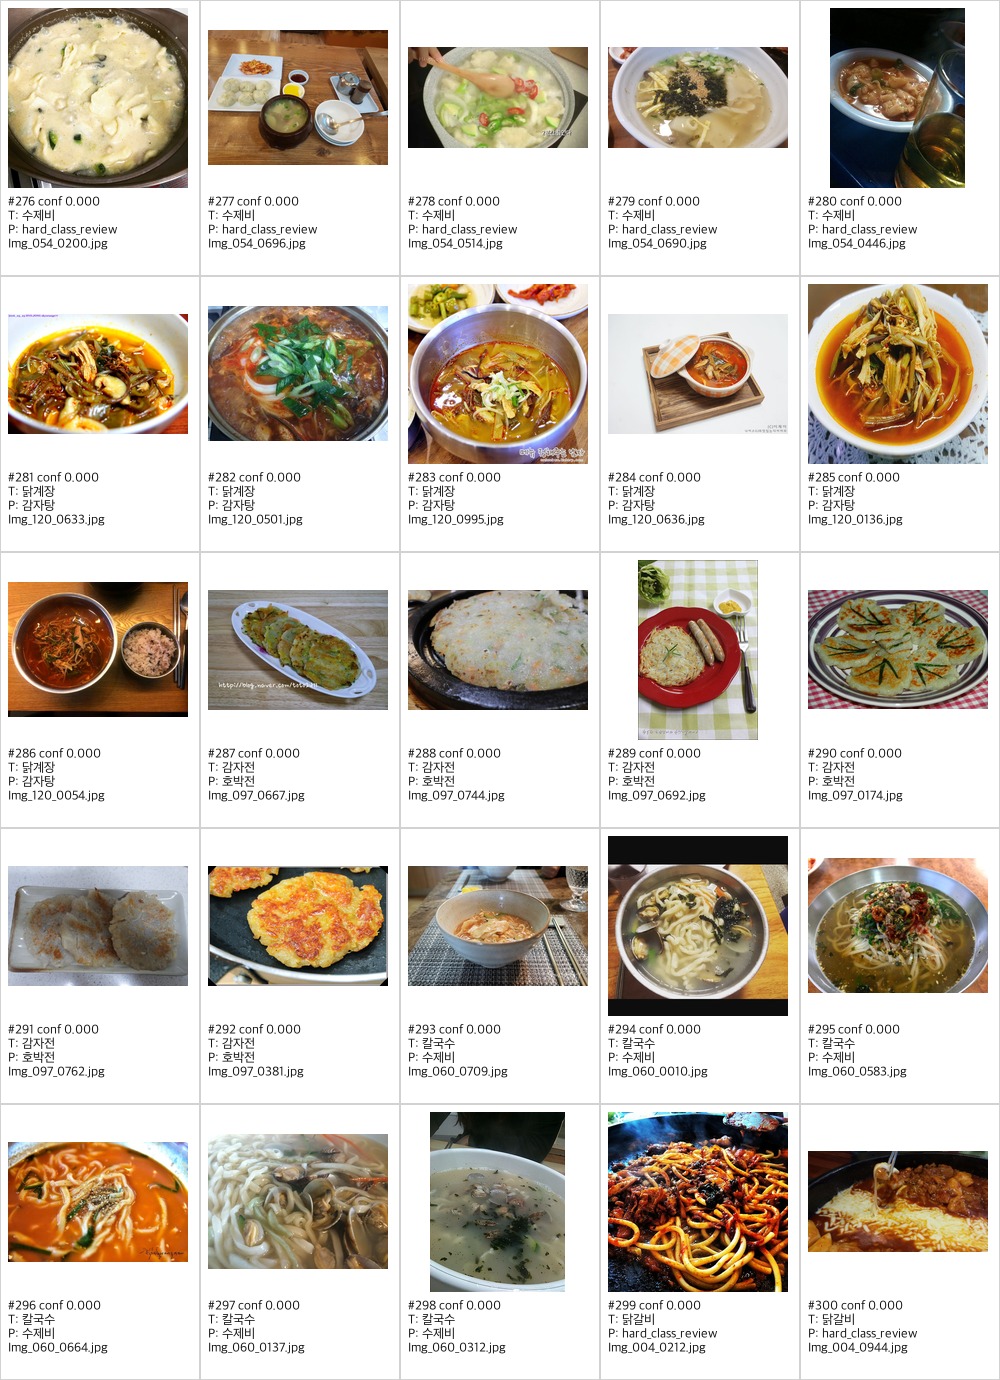 #276 conf 0.000
T: 수제비
P: hard_class_review
Img_054_0200.jpg
#277 conf 0.000
T: 수제비
P: hard_class_review
Img_054_0696.jpg
#278 conf 0.000
T: 수제비
P: hard_class_review
Img_054_0514.jpg
#279 conf 0.000
T: 수제비
P: hard_class_review
Img_054_0690.jpg
#280 conf 0.000
T: 수제비
P: hard_class_review
Img_054_0446.jpg
#281 conf 0.000
T: 닭계장
P: 감자탕
Img_120_0633.jpg
#282 conf 0.000
T: 닭계장
P: 감자탕
Img_120_0501.jpg
#283 conf 0.000
T: 닭계장
P: 감자탕
Img_120_0995.jpg
#284 conf 0.000
T: 닭계장
P: 감자탕
Img_120_0636.jpg
#285 conf 0.000
T: 닭계장
P: 감자탕
Img_120_0136.jpg
#286 conf 0.000
T: 닭계장
P: 감자탕
Img_120_0054.jpg
#287 conf 0.000
T: 감자전
P: 호박전
Img_097_0667.jpg
#288 conf 0.000
T: 감자전
P: 호박전
Img_097_0744.jpg
#289 conf 0.000
T: 감자전
P: 호박전
Img_097_0692.jpg
#290 conf 0.000
T: 감자전
P: 호박전
Img_097_0174.jpg
#291 conf 0.000
T: 감자전
P: 호박전
Img_097_0762.jpg
#292 conf 0.000
T: 감자전
P: 호박전
Img_097_0381.jpg
#293 conf 0.000
T: 칼국수
P: 수제비
Img_060_0709.jpg
#294 conf 0.000
T: 칼국수
P: 수제비
Img_060_0010.jpg
#295 conf 0.000
T: 칼국수
P: 수제비
Img_060_0583.jpg
#296 conf 0.000
T: 칼국수
P: 수제비
Img_060_0664.jpg
#297 conf 0.000
T: 칼국수
P: 수제비
Img_060_0137.jpg
#298 conf 0.000
T: 칼국수
P: 수제비
Img_060_0312.jpg
#299 conf 0.000
T: 닭갈비
P: hard_class_review
Img_004_0212.jpg
#300 conf 0.000
T: 닭갈비
P: hard_class_review
Img_004_0944.jpg